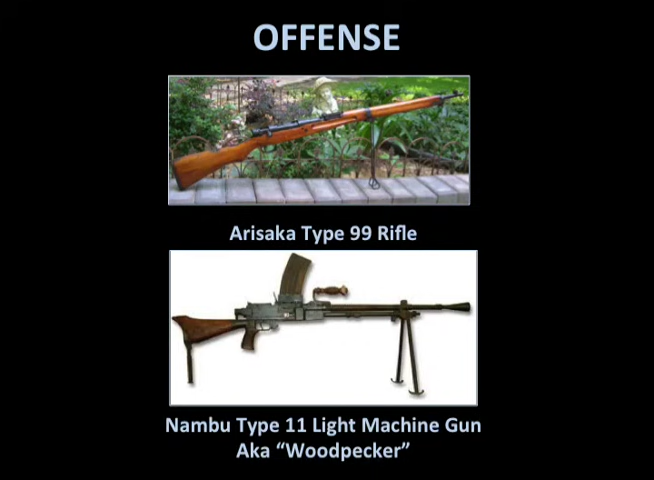 OFFENSE
Arisaka Type 99 Rifle
Nambu Type 11 Light Machine Gun
Aka “Woodpecker”